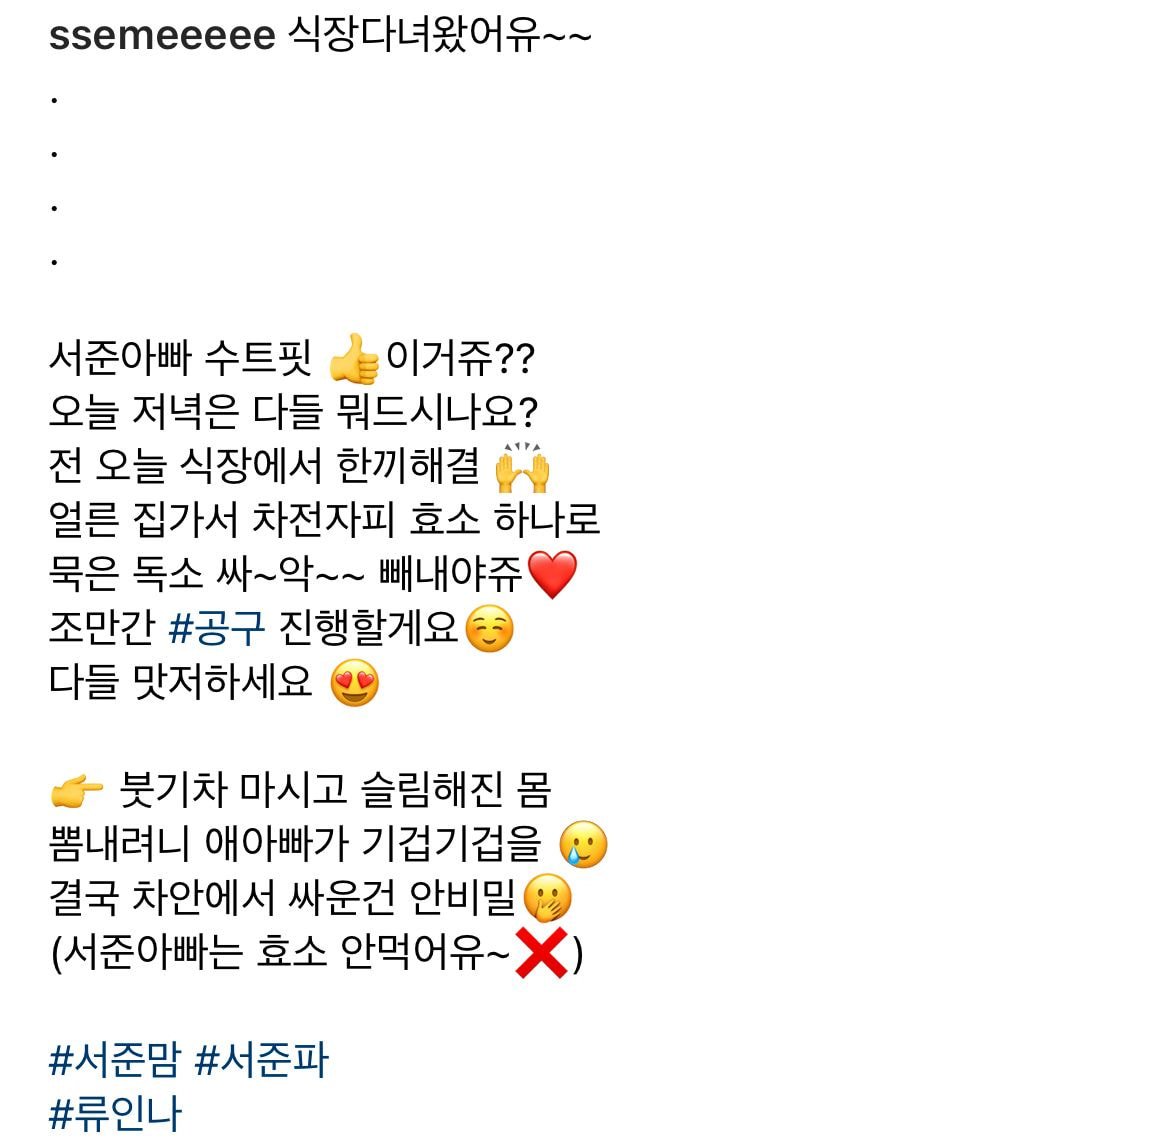 ssemeeeee 식장다녀왔어유~~
.
.
.
.
서준아빠 수트핏 👍이거쥬??
오늘 저녁은 다들 뭐드시나요?
전 오늘 식장에서 한끼해결 🙌
얼른 집가서 차전자피 효소 하나로
묵은 독소 싸~악~~ 빼내야쥬❤️
조만간 #공구 진행할게요☺️
다들 맛저하세요 😍
👉 붓기차 마시고 슬림해진 몸
뽐내려니 애아빠가 기겁기겁을 🥲
결국 차안에서 싸운건 안비밀🤭
(서준아빠는 효소 안먹어유~❌)
#서준맘 #서준파
#류인나